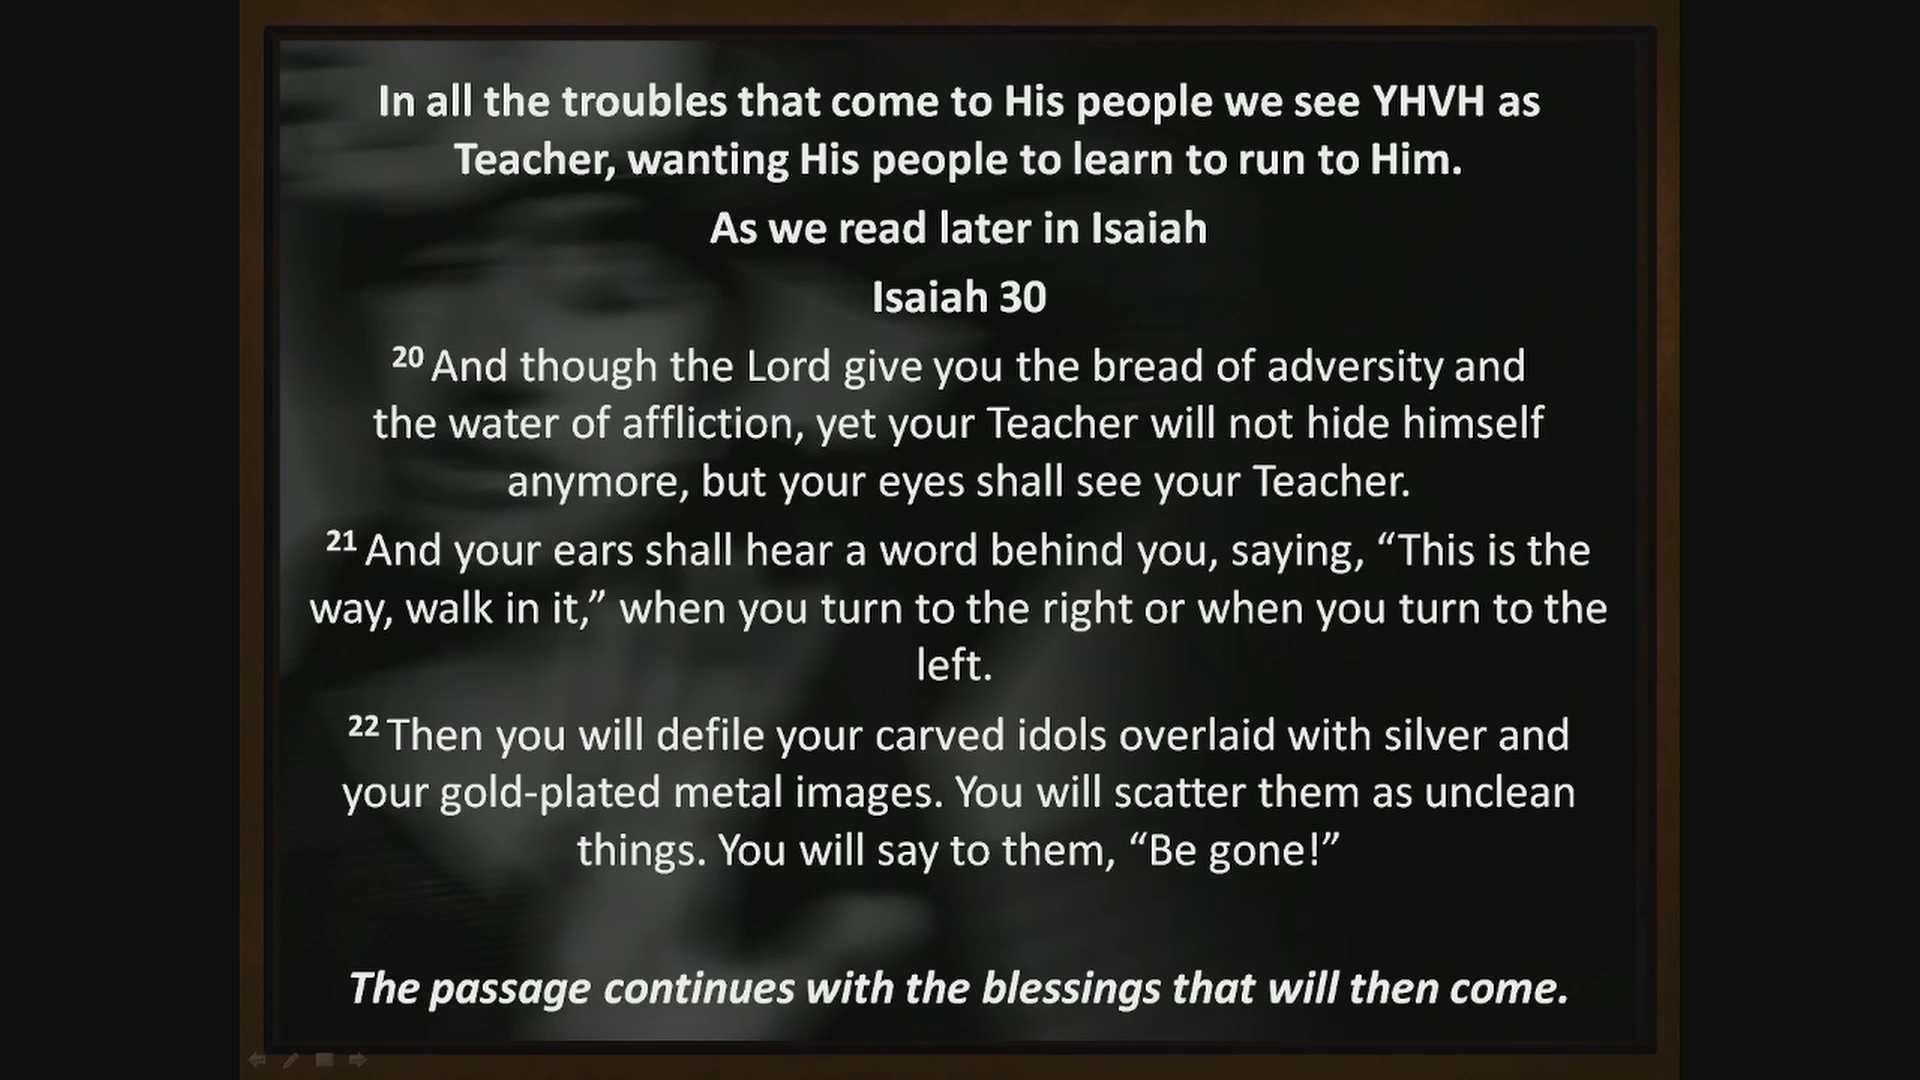 In all the troubles that come to His people we see YHVH as
Teacher, wanting His people to learn to run to Him.
As we read later in Isaiah
Isaiah 30
20 And though the Lord give you the bread of adversity and
the water of affliction, yet your Teacher will not hide himself
anymore, but your eyes shall see your Teacher.
21 And your ears shall hear a word behind you, saying, “This is the
way, walk in it,” when you turn to the right or when you turn to the
left.
22 Then you will defile your carved idols overlaid with silver and
your gold-plated metal images. You will scatter them as unclean
things. You will say to them, “Be gone!”
The passage continues with the blessings that will then come.